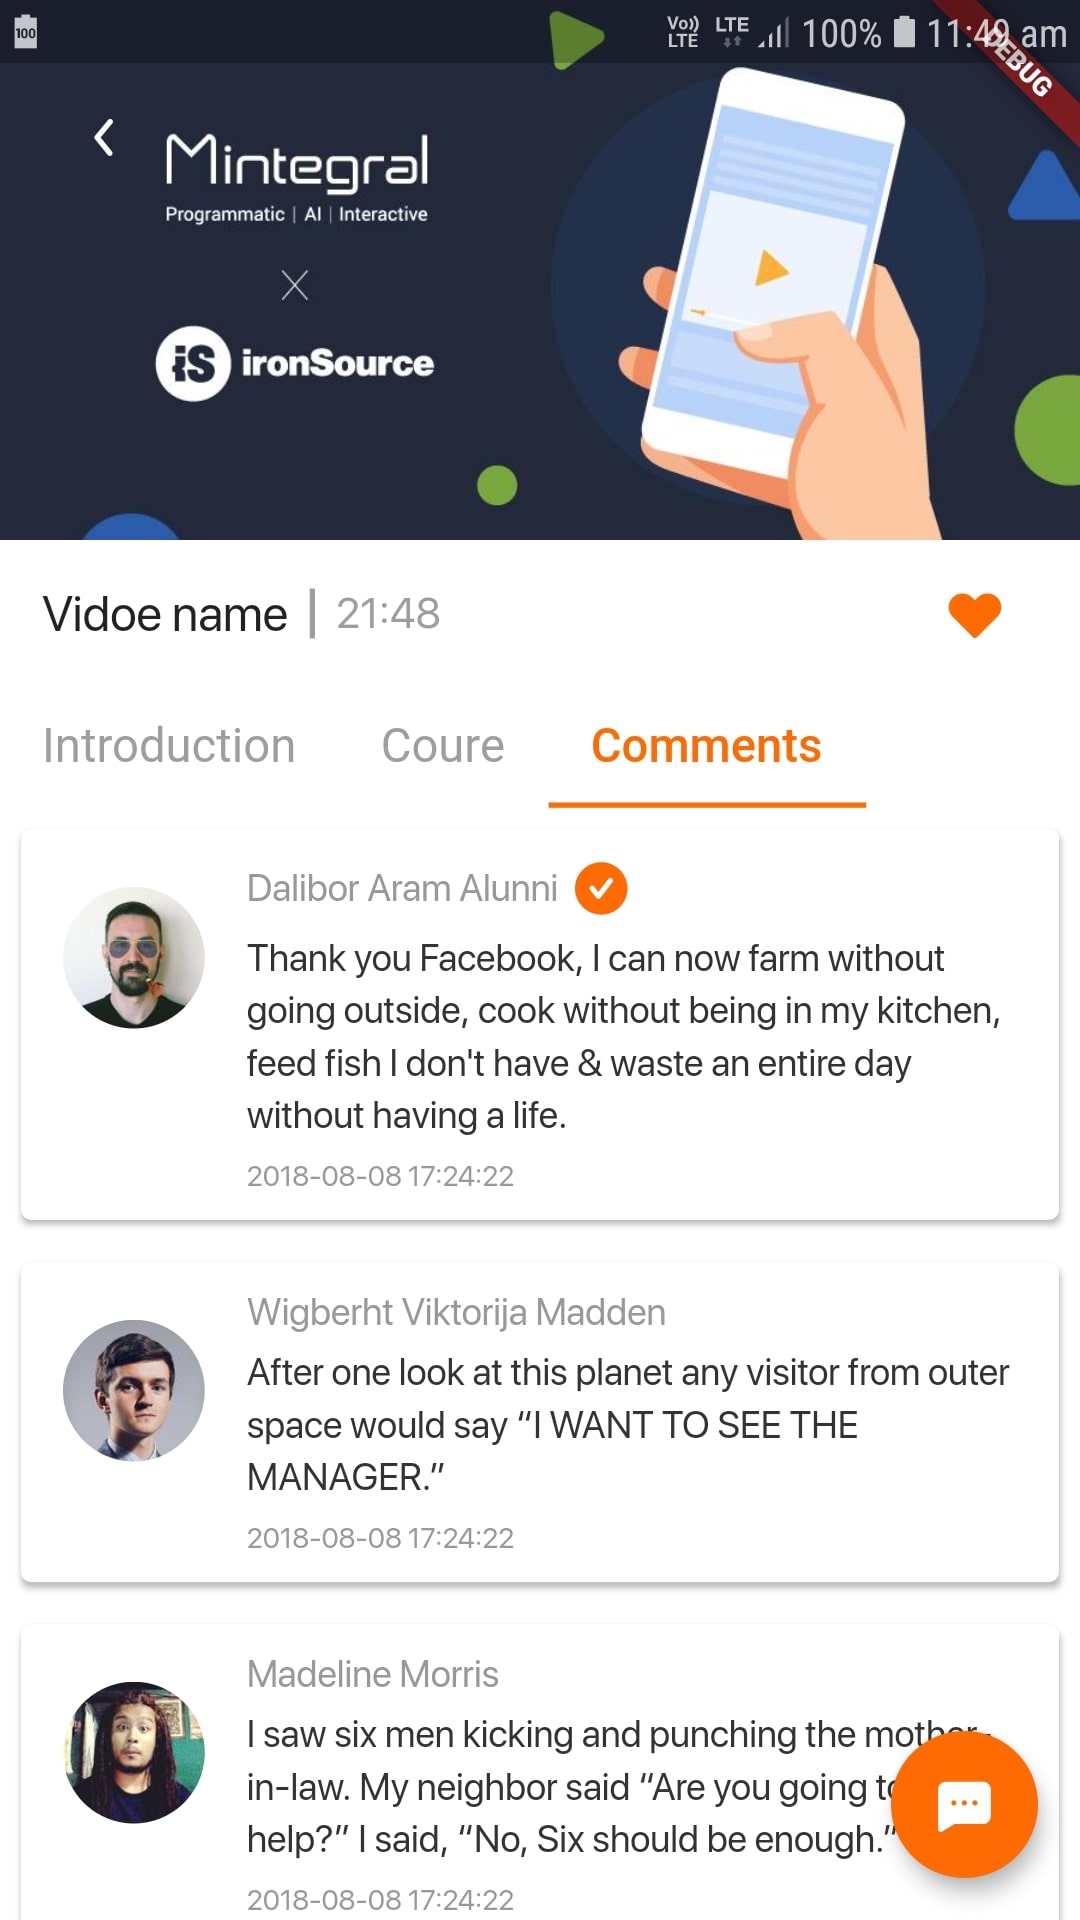 100 Vo)) LTE LTE 100% 11:49 am
DEBUG
Mintegral
Programmatic | AI | Interactive
X
iS ironSource
Vidoe name | 21:48
Introduction Coure Comments
Dalibor Aram Alunni
Thank you Facebook, I can now farm without
going outside, cook without being in my kitchen,
feed fish I don't have & waste an entire day
without having a life.
2018-08-08 17:24:22
Wigberht Viktorija Madden
After one look at this planet any visitor from outer
space would say “I WANT TO SEE THE
MANAGER.”
2018-08-08 17:24:22
Madeline Morris
I saw six men kicking and punching the mother-
in-law. My neighbor said “Are you going to
help?” I said, “No, Six should be enough.”
2018-08-08 17:24:22